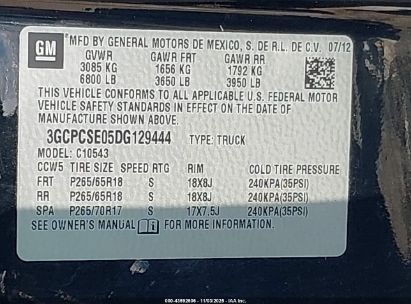 GM MFD BY GENERAL MOTORS DE MEXICO, S. DE R.L. DE C.V. 07/12
GVWR GAWR FRT GAWR RR
3085 KG 1656 KG 1792 KG
6800 LB 3650 LB 3950 LB
THIS VEHICLE CONFORMS TO ALL APPLICABLE U.S. FEDERAL MOTOR
VEHICLE SAFETY STANDARDS IN EFFECT ON THE DATE OF
MANUFACTURE SHOWN ABOVE.
3GCPCSE05DG129444 TYPE: TRUCK
MODEL: C10543
CCW5 TIRE SIZE SPEED RTG RIM COLD TIRE PRESSURE
FRT P265/65R18 S 18X8J 240KPA(35PSI)
RR P265/65R18 S 18X8J 240KPA(35PSI)
SPA P265/70R17 S 17X7.5J 240KPA(35PSI)
SEE OWNER'S MANUAL FOR MORE INFORMATION.